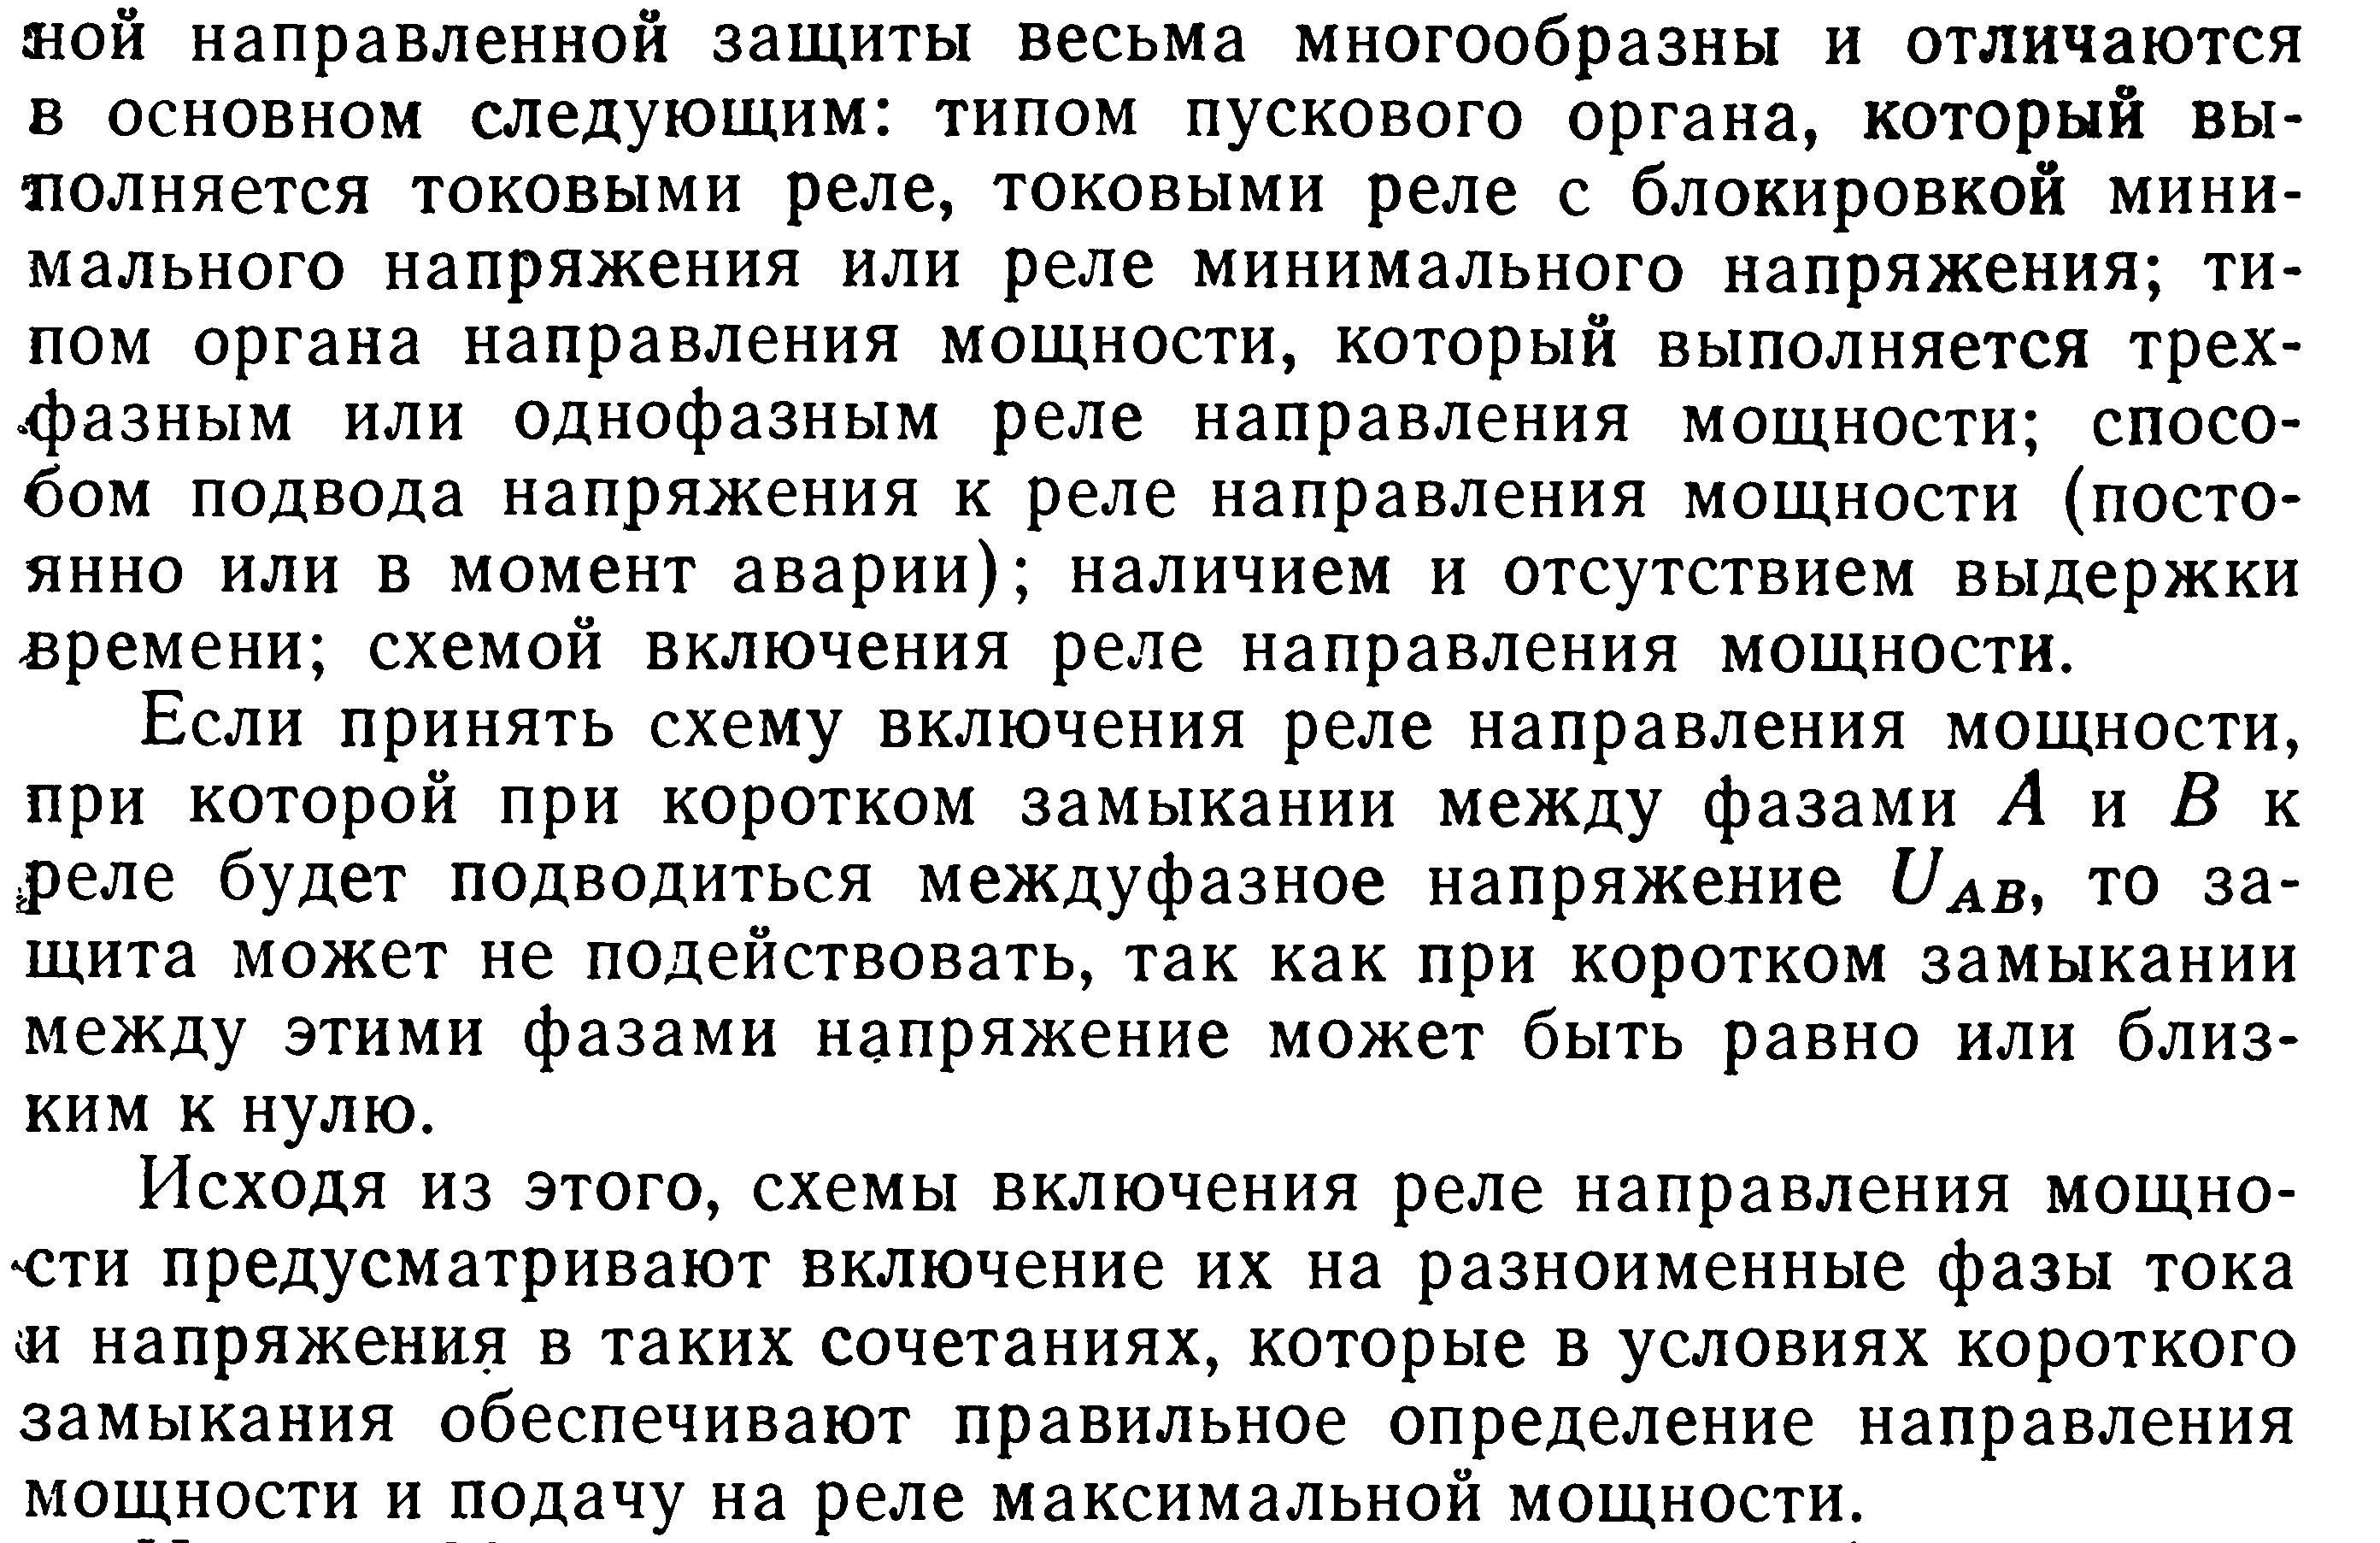 ной направленной защиты весьма многообразны и отличаются
в основном следующим: типом пускового органа, который вы-
полняется токовыми реле, токовыми реле с блокировкой мини-
мального напряжения или реле минимального напряжения; ти-
пом органа направления мощности, который выполняется трех-
фазным или однофазным реле направления мощности; спосо-
бом подвода напряжения к реле направления мощности (посто-
янно или в момент аварии); наличием и отсутствием выдержки
времени; схемой включения реле направления мощности.
Если принять схему включения реле направления мощности,
при которой при коротком замыкании между фазами A и B к
реле будет подводиться междуфазное напряжение U_AB, то за-
щита может не подействовать, так как при коротком замыкании
между этими фазами напряжение может быть равно или близ-
ким к нулю.
Исходя из этого, схемы включения реле направления мощно-
сти предусматривают включение их на разноименные фазы тока
и напряжения в таких сочетаниях, которые в условиях короткого
замыкания обеспечивают правильное определение направления
мощности и подачу на реле максимальной мощности.